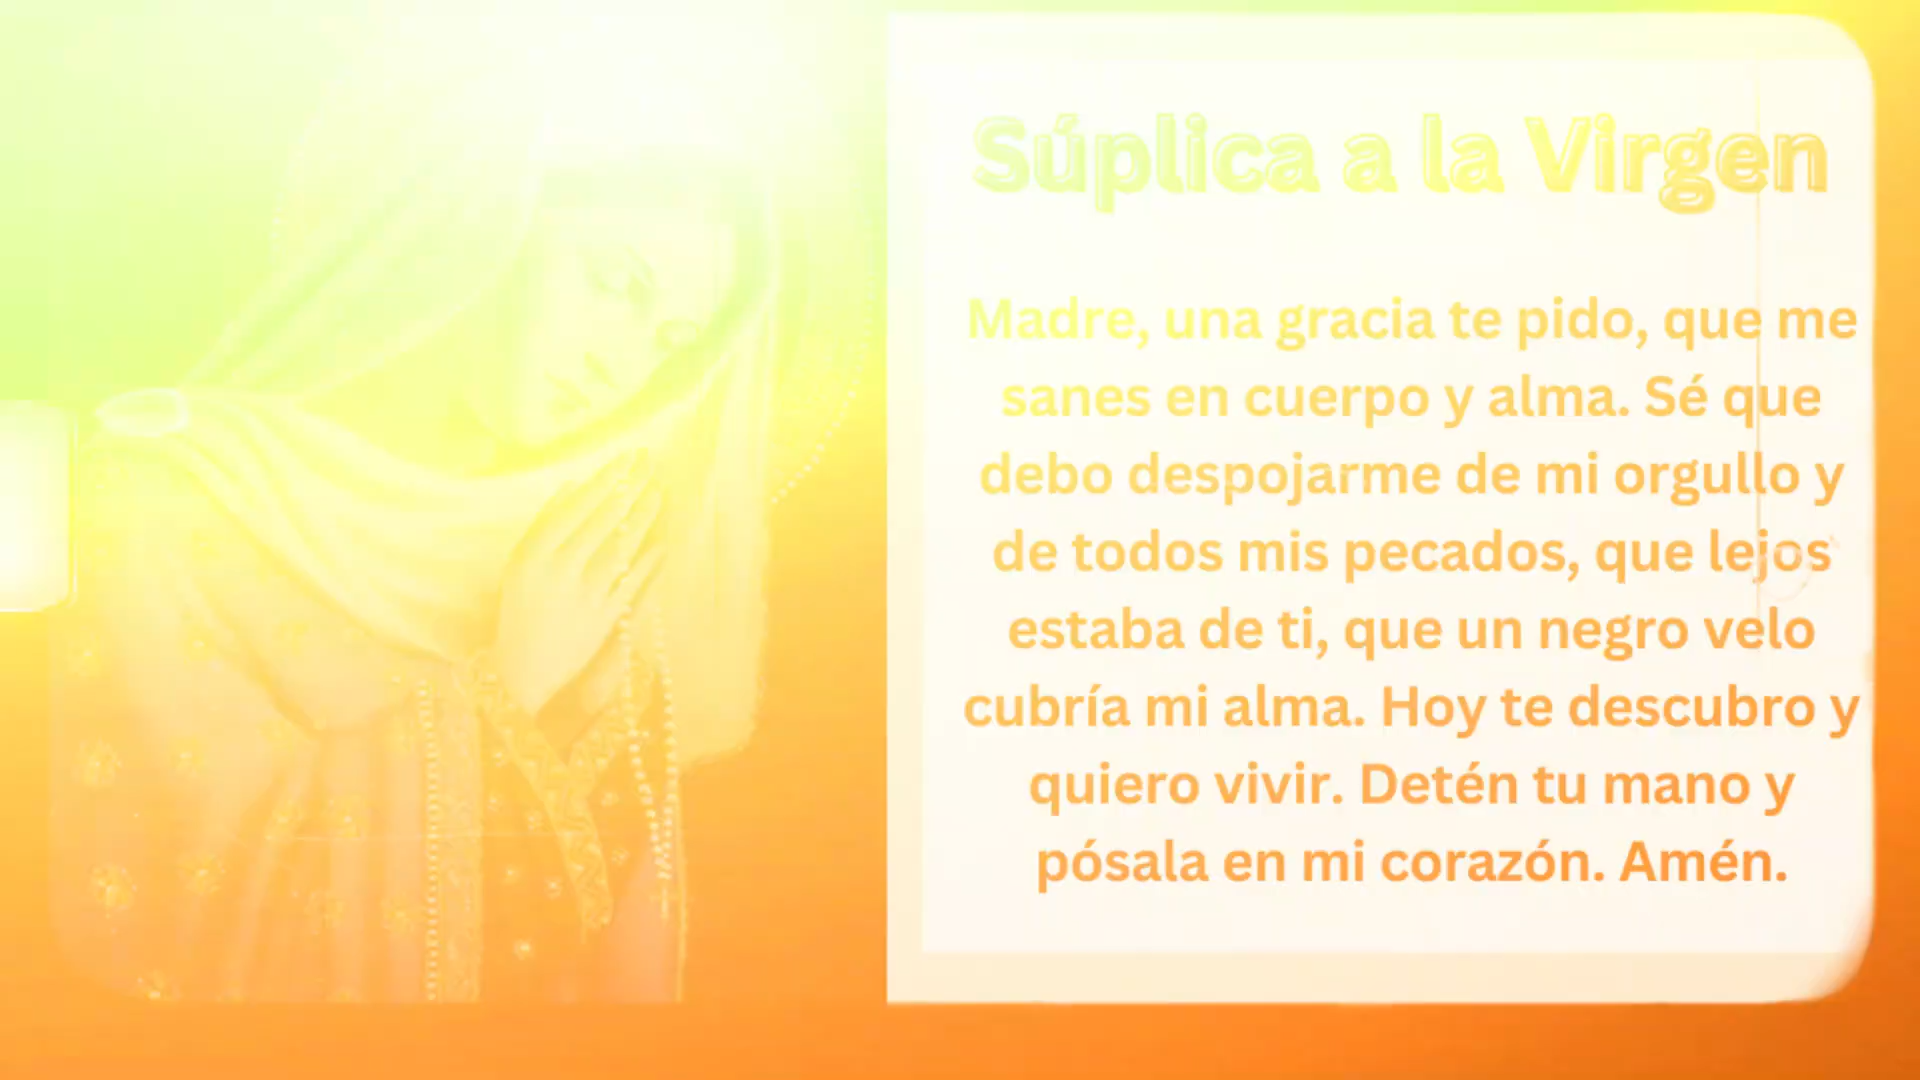 Súplica a la Virgen
Madre, una gracia te pido, que me
sanes en cuerpo y alma. Sé que
debo despojarme de mi orgullo y
de todos mis pecados, que lejos
estaba de ti, que un negro velo
cubría mi alma. Hoy te descubro y
quiero vivir. Detén tu mano y
pósala en mi corazón. Amén.